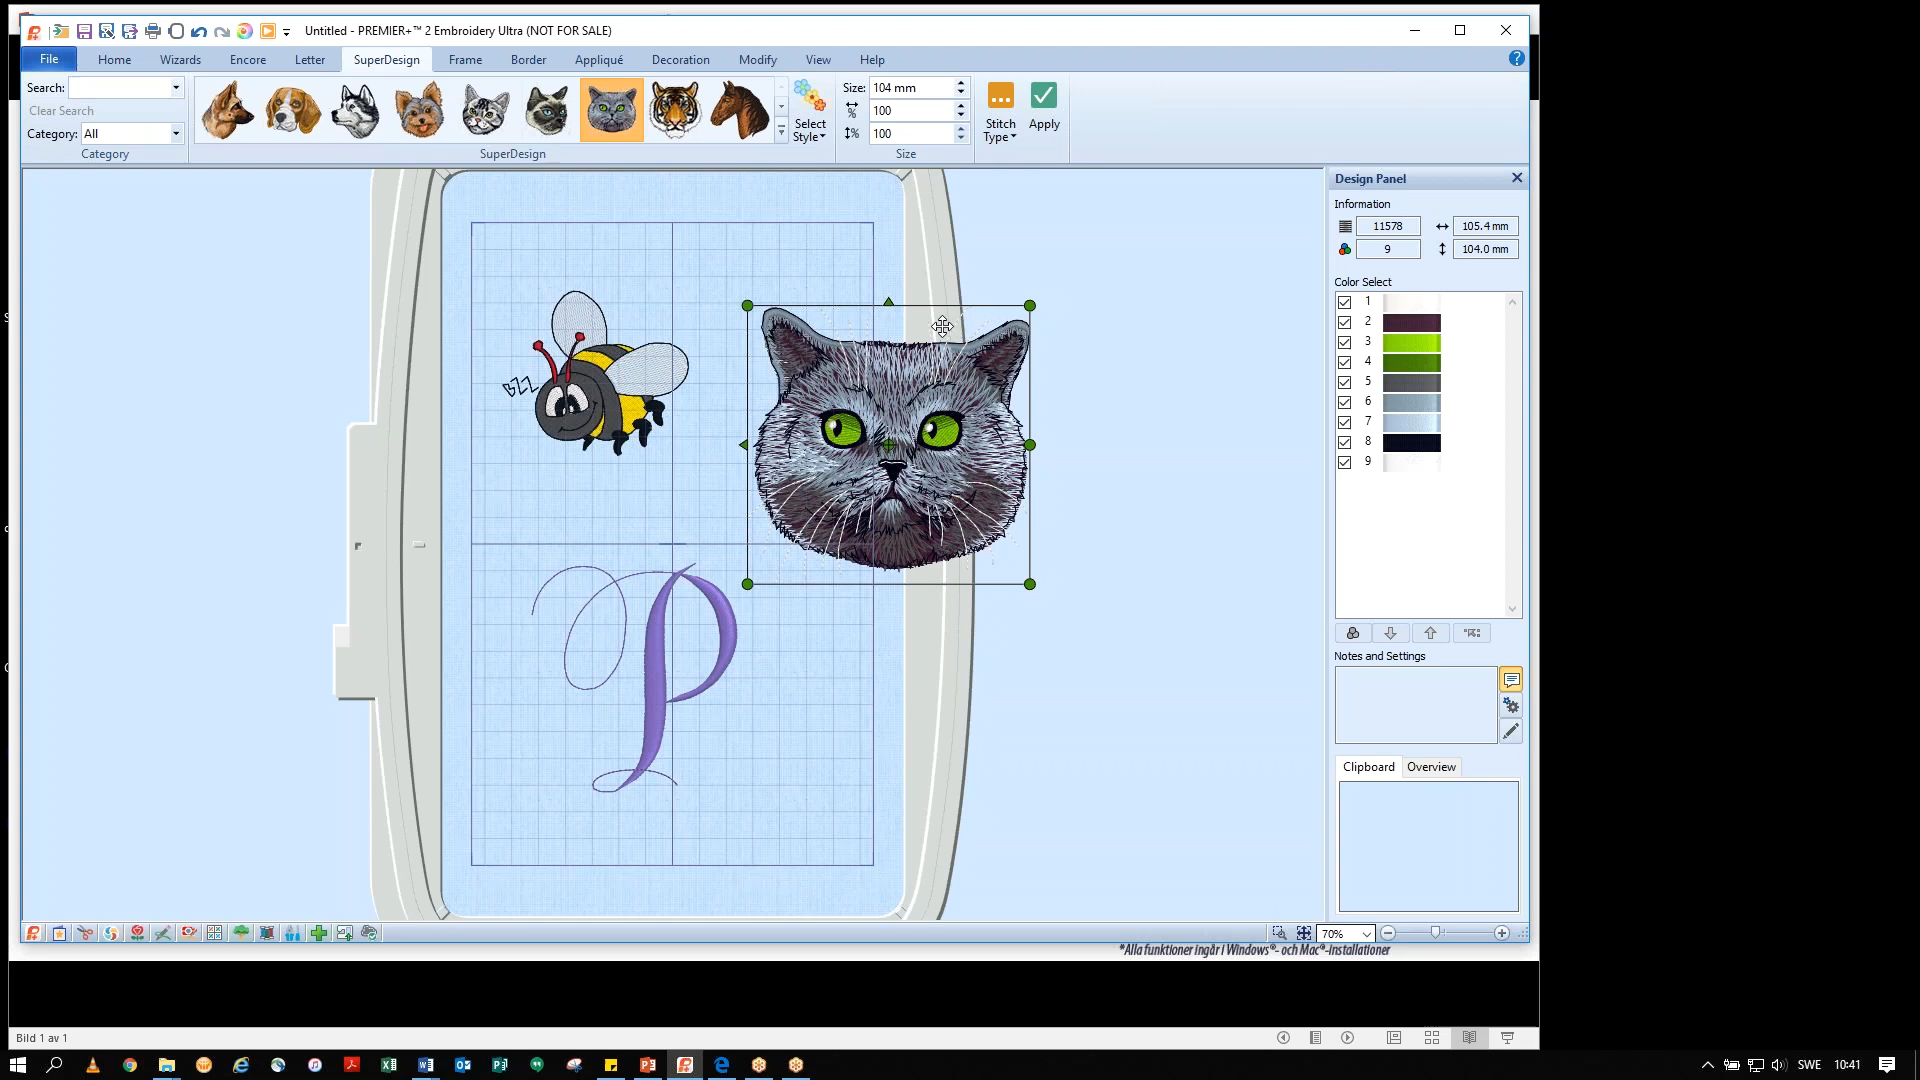 Untitled - PREMIER+™ 2 Embroidery Ultra (NOT FOR SALE)
File Home Wizards Encore Letter SuperDesign Frame Border Appliqué Decoration Modify View Help
Search:
Clear Search
Category: All
Category
SuperDesign
Select Style
Size: 104 mm
100
100
Size
Stitch Type
Apply
Design Panel
Information
11578 105.4 mm
9 104.0 mm
Color Select
1
2
3
4
5
6
7
8
9
Notes and Settings
Clipboard Overview
BZZ
P
70%
*Alla funktioner ingår i Windows®- och Mac®-installationer
Bild 1 av 1
SWE 10:41